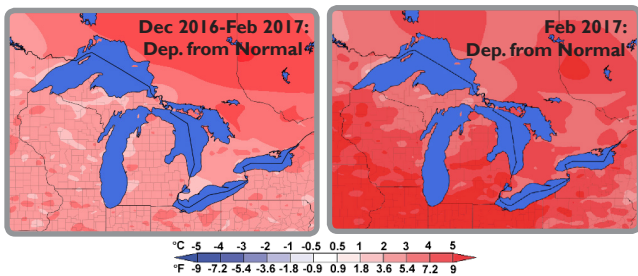 Dec 2016-Feb 2017:
Dep. from Normal
Feb 2017:
Dep. from Normal
°C -5 -4 -3 -2 -1 -0.5 0.5 1 2 3 4 5
°F -9 -7.2 -5.4 -3.6 -1.8 -0.9 0.9 1.8 3.6 5.4 7.2 9